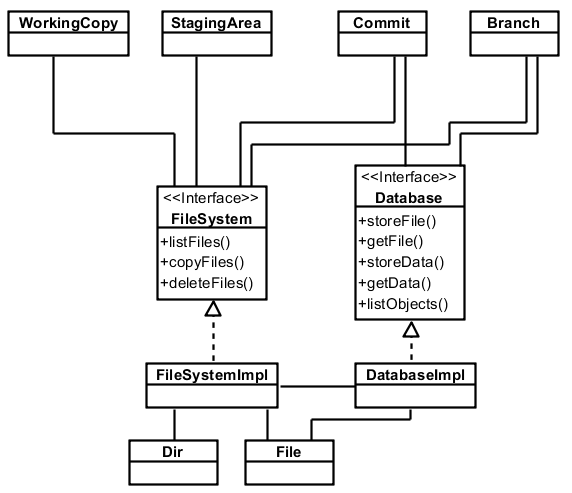 WorkingCopy
StagingArea
Commit
Branch
<<Interface>>
FileSystem
+listFiles()
+copyFiles()
+deleteFiles()
<<Interface>>
Database
+storeFile()
+getFile()
+storeData()
+getData()
+listObjects()
FileSystemImpl
DatabaseImpl
Dir
File